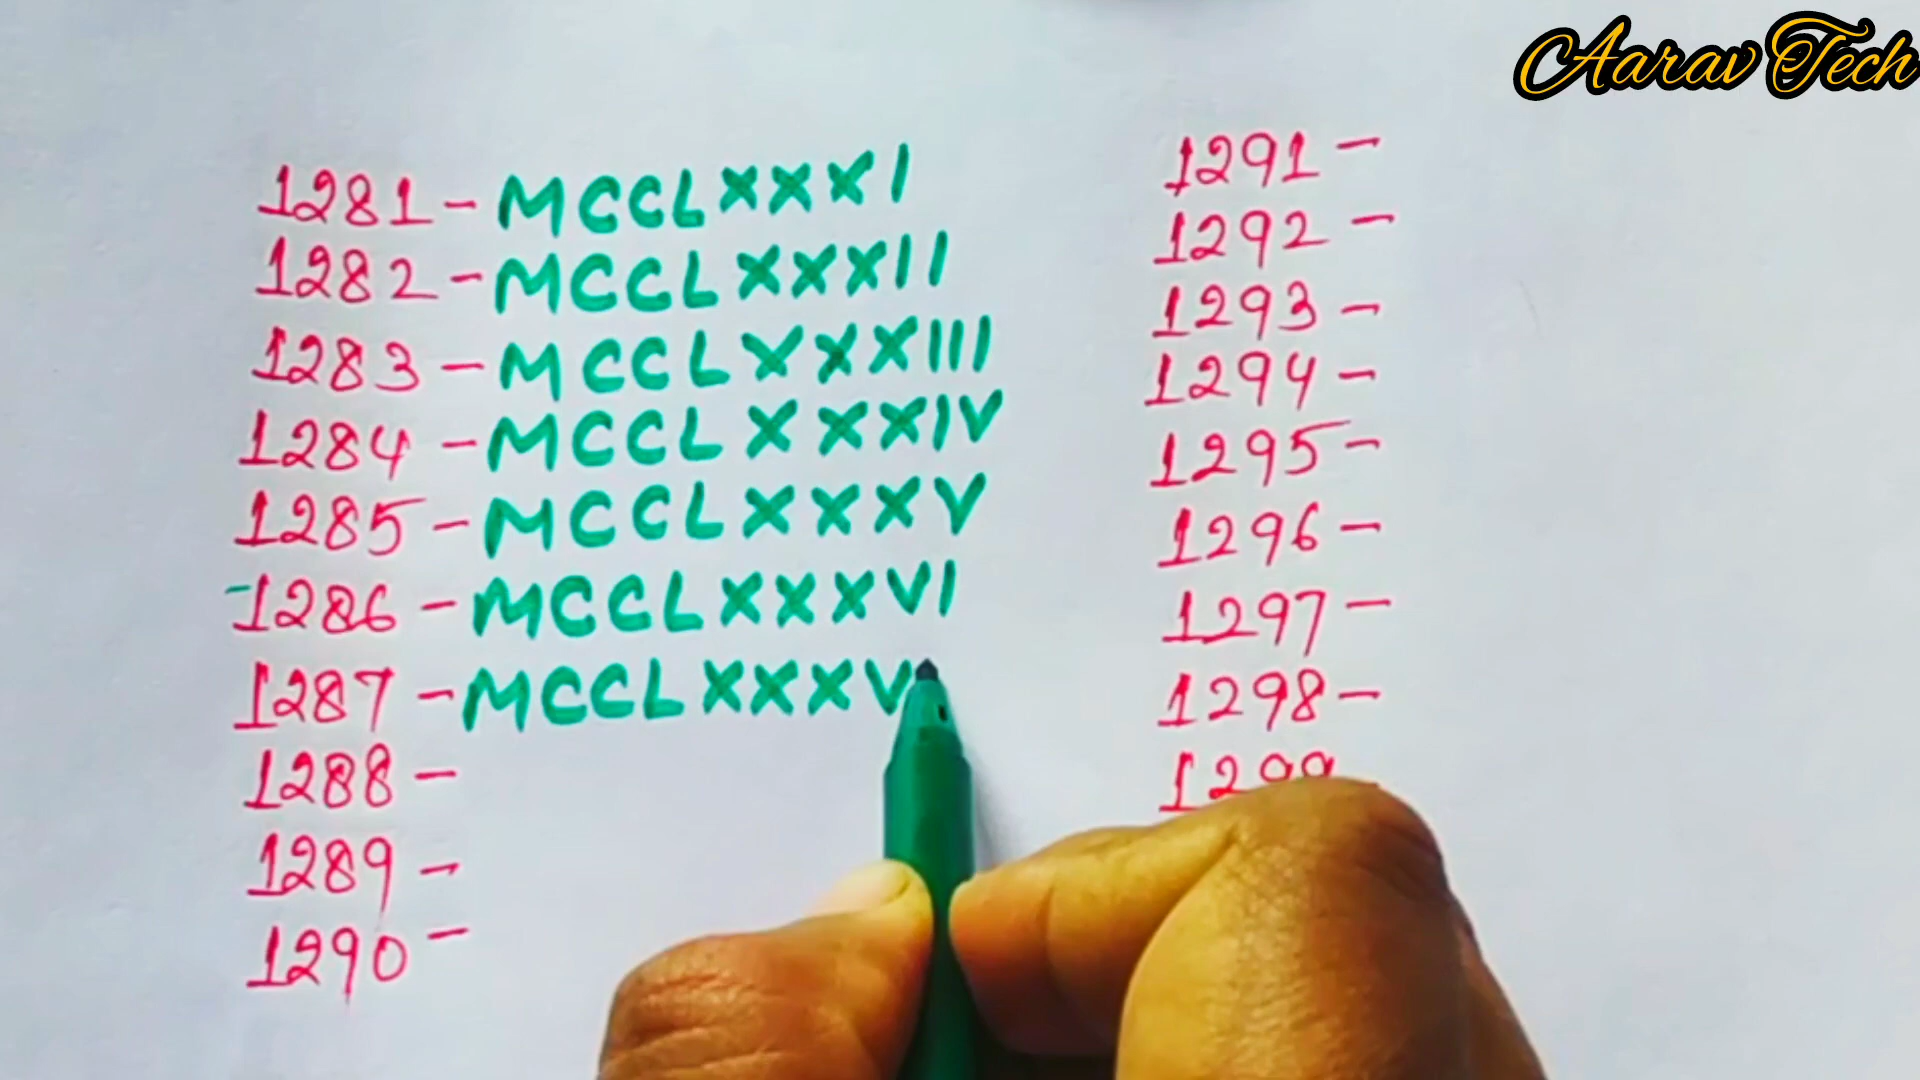 Aarav Tech
1281 - MCCLXXXI
1282 - MCCLXXXII
1283 - MCCLXXXIII
1284 - MCCLXXXIV
1285 - MCCLXXXV
1286 - MCCLXXXVI
1287 - MCCLXXXV
1288 -
1289 -
1290 -
1291 -
1292 -
1293 -
1294 -
1295 -
1296 -
1297 -
1298 -
1299